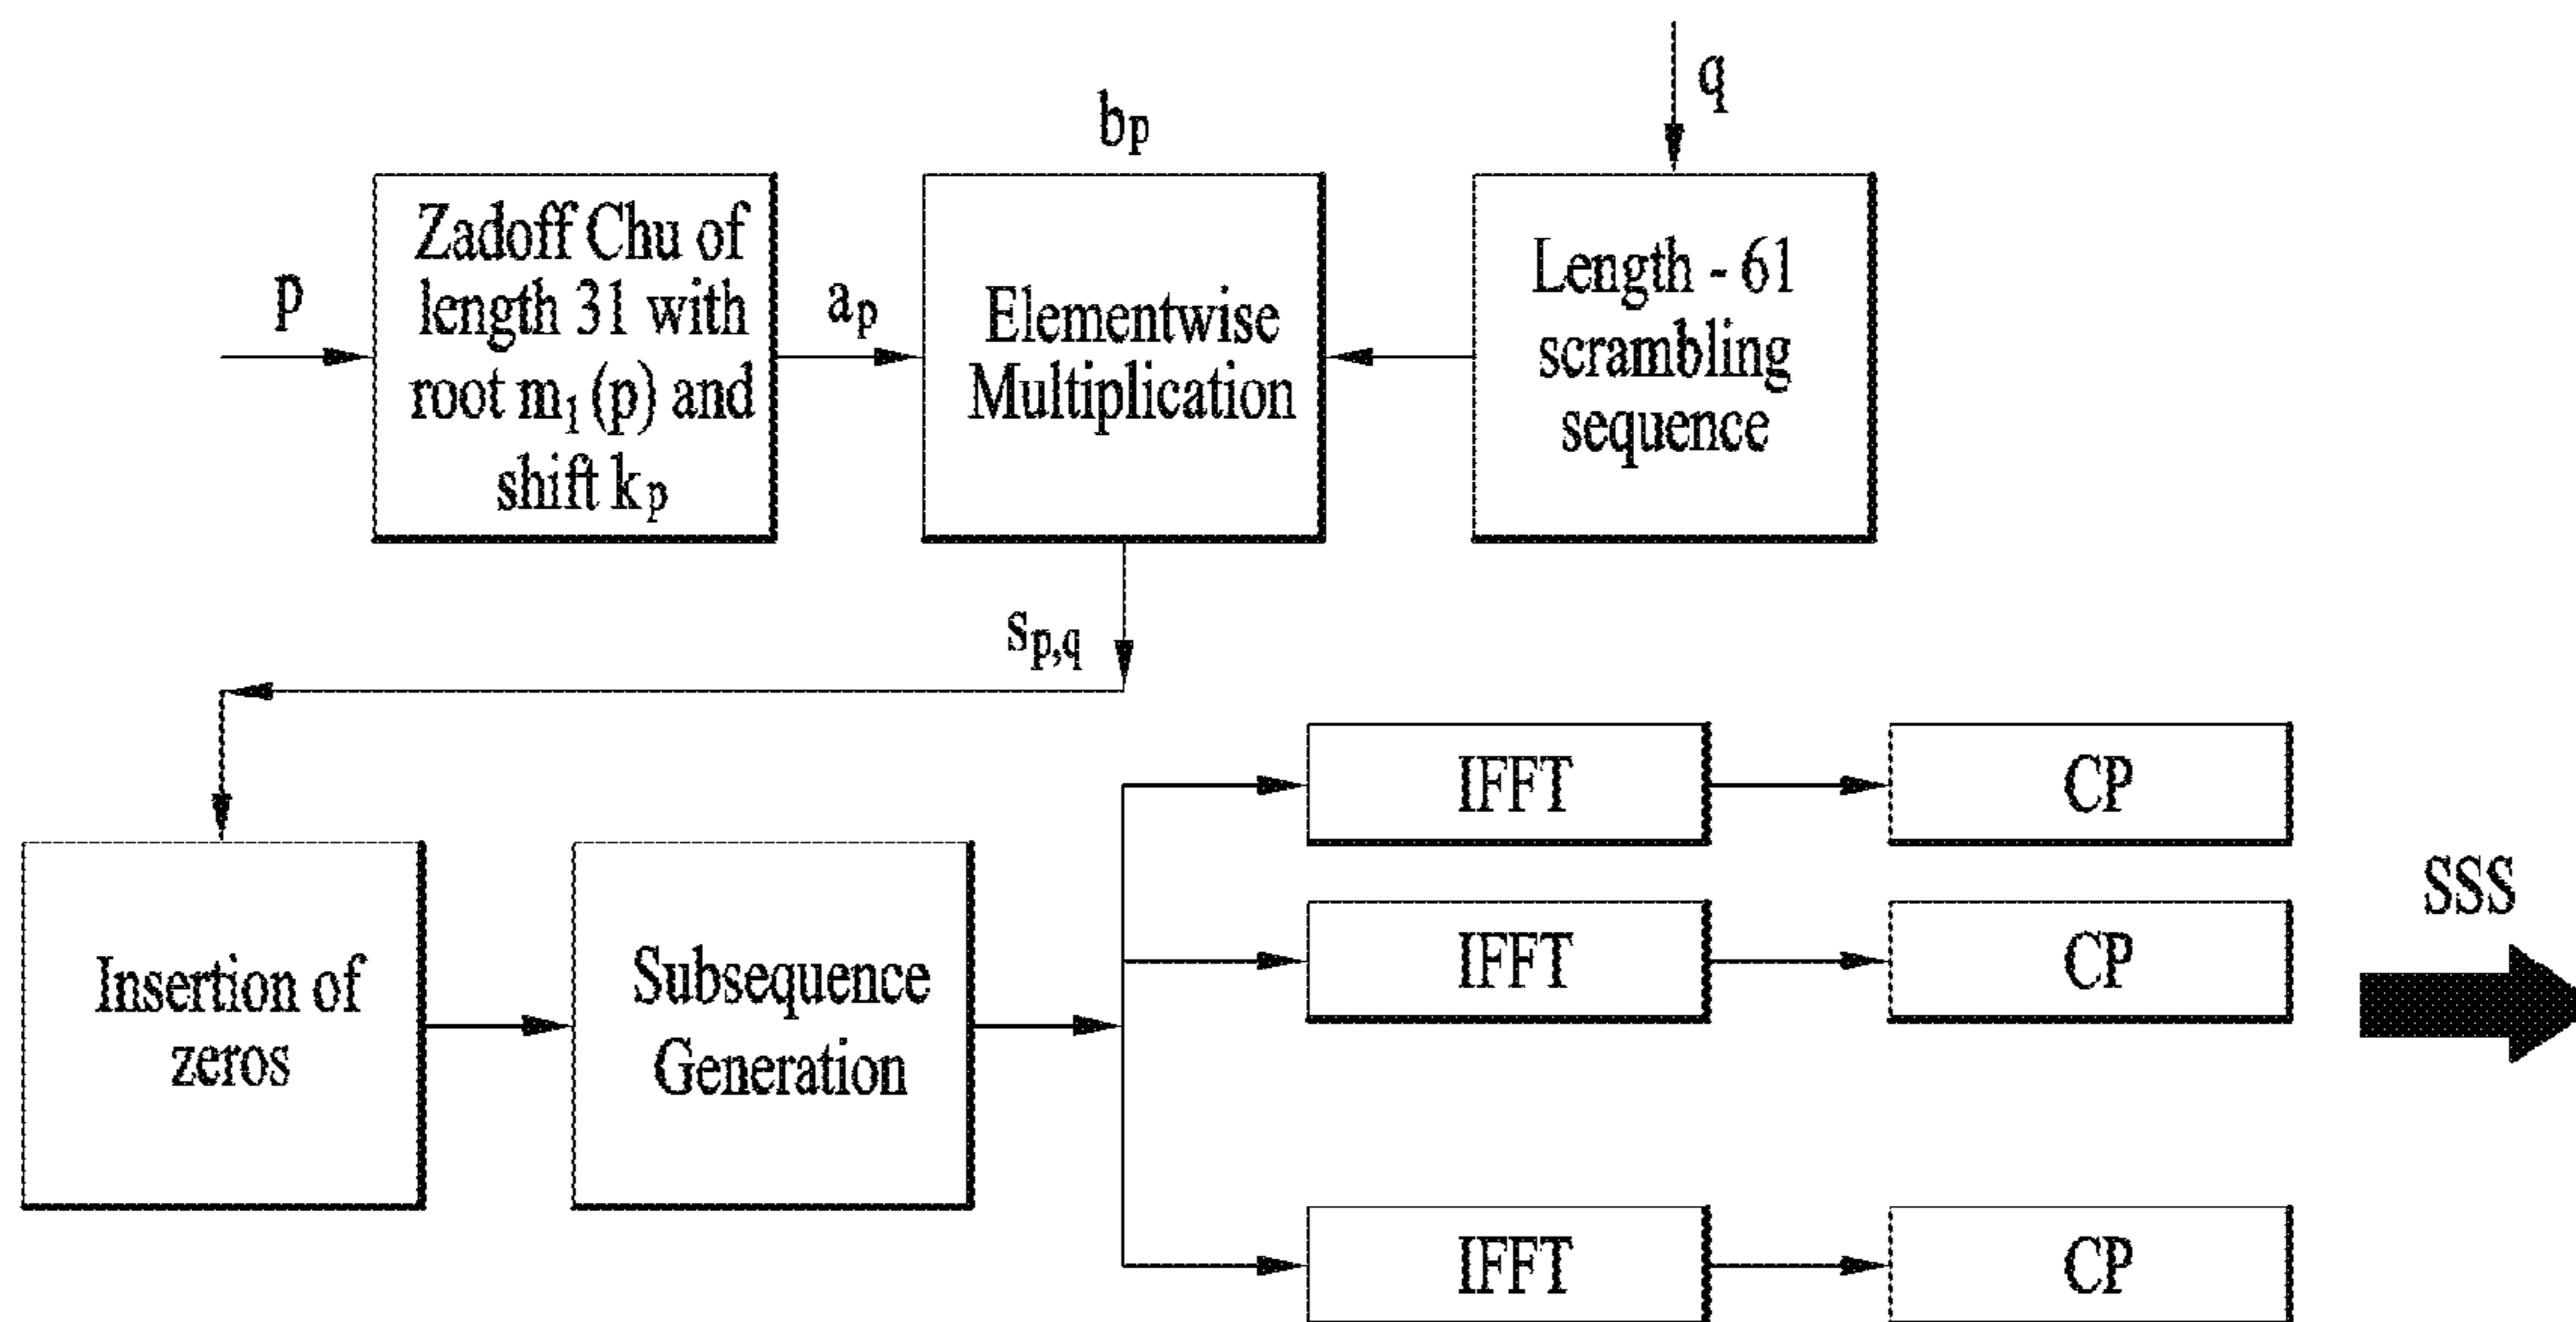 q
bp
p
Zadoff Chu of
length 31 with
root m1(p) and
shift kp
ap
Elementwise
Multiplication
Length - 61
scrambling
sequence
sp,q
Insertion of
zeros
Subsequence
Generation
IFFT
CP
IFFT
CP
IFFT
CP
SSS